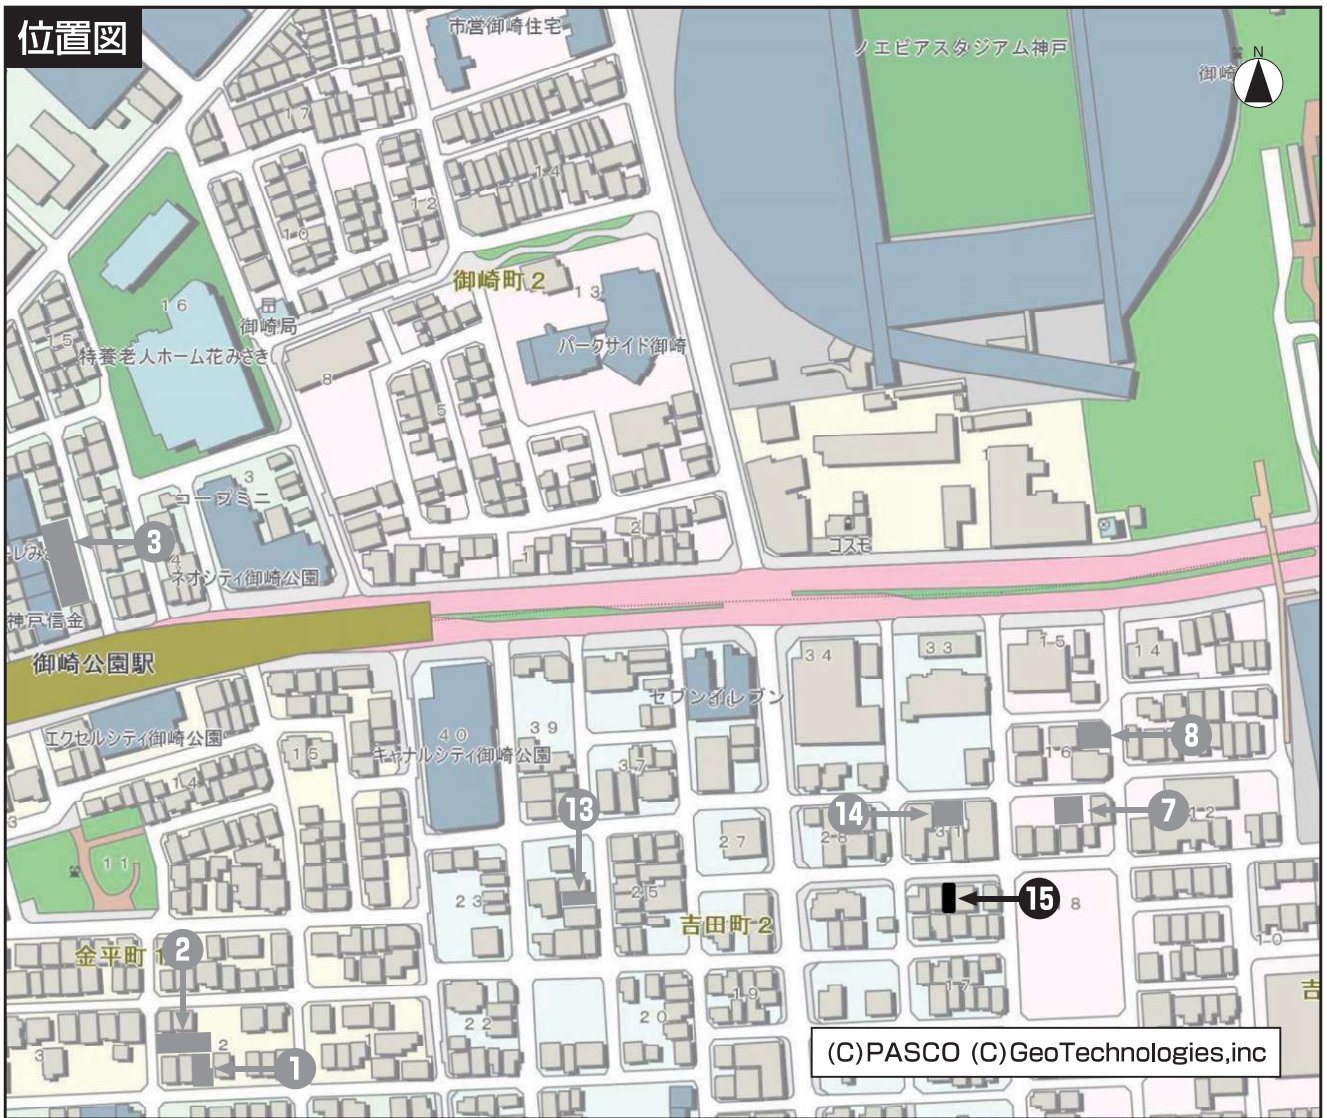 位置図
市営御崎住宅
ノエビアスタジアム神戸
N
御崎
17
14
12
10
御崎町2
16
13
御崎局
15
特養老人ホーム花みさき
パークサイド御崎
8
5
3
コープミニ
2
1
コスモ
3
4
ネオシティ御崎公園
神戸信金
御崎公園駅
34
33
15
14
セブンイレブン
エクセルシティ御崎公園
40
39
キャナルシティ御崎公園
15
37
16
8
14
13
14
7
3
27
28
31
12
11
23
25
15
8
吉田町2
10
金平町1
2
19
17
吉
22
20
3
2
1
1
(C)PASCO (C)GeoTechnologies,inc